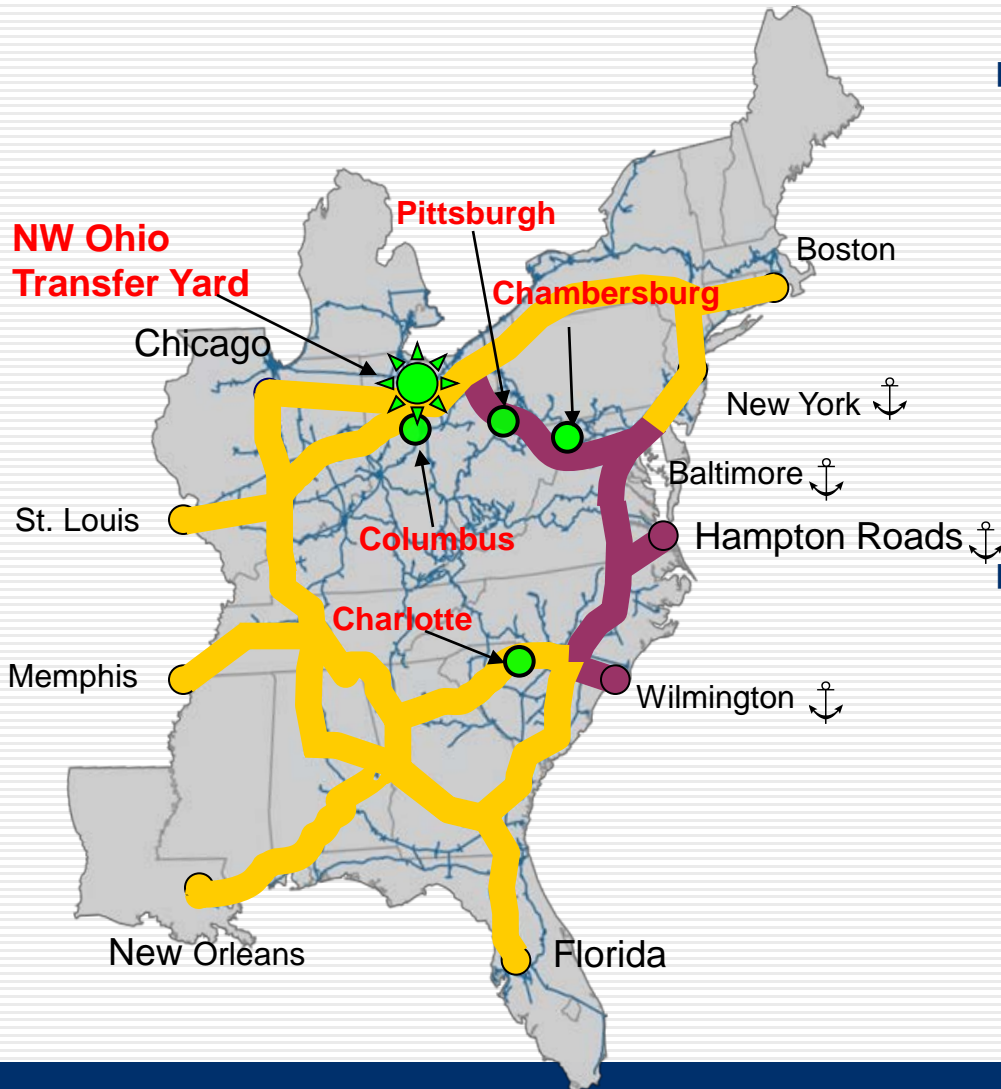 Pittsburgh
NW Ohio
Transfer Yard
Boston
Chambersburg
Chicago
New York
Baltimore
St. Louis
Hampton Roads
Columbus
Charlotte
Memphis
Wilmington
New Orleans
Florida